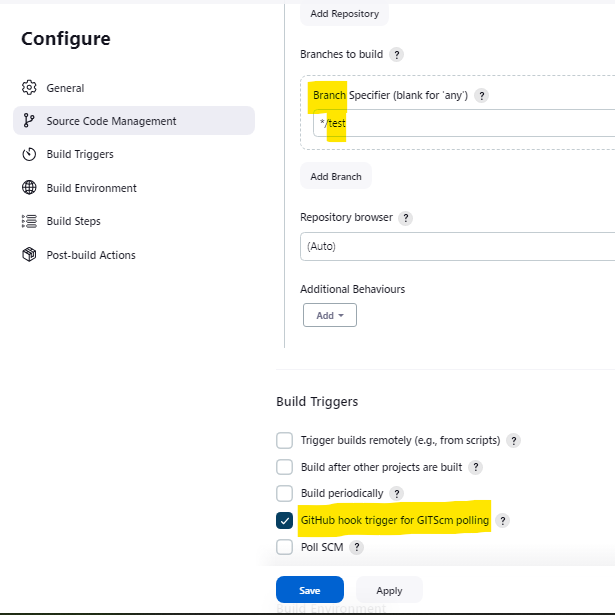 Configure
General
Source Code Management
Build Triggers
Build Environment
Build Steps
Post-build Actions
Add Repository
Branches to build ?
Branch Specifier (blank for 'any') ?
*/test
Add Branch
Repository browser ?
(Auto)
Additional Behaviours
Add
Build Triggers
Trigger builds remotely (e.g., from scripts) ?
Build after other projects are built ?
Build periodically ?
GitHub hook trigger for GITScm polling ?
Poll SCM ?
Save Apply
Build Environment